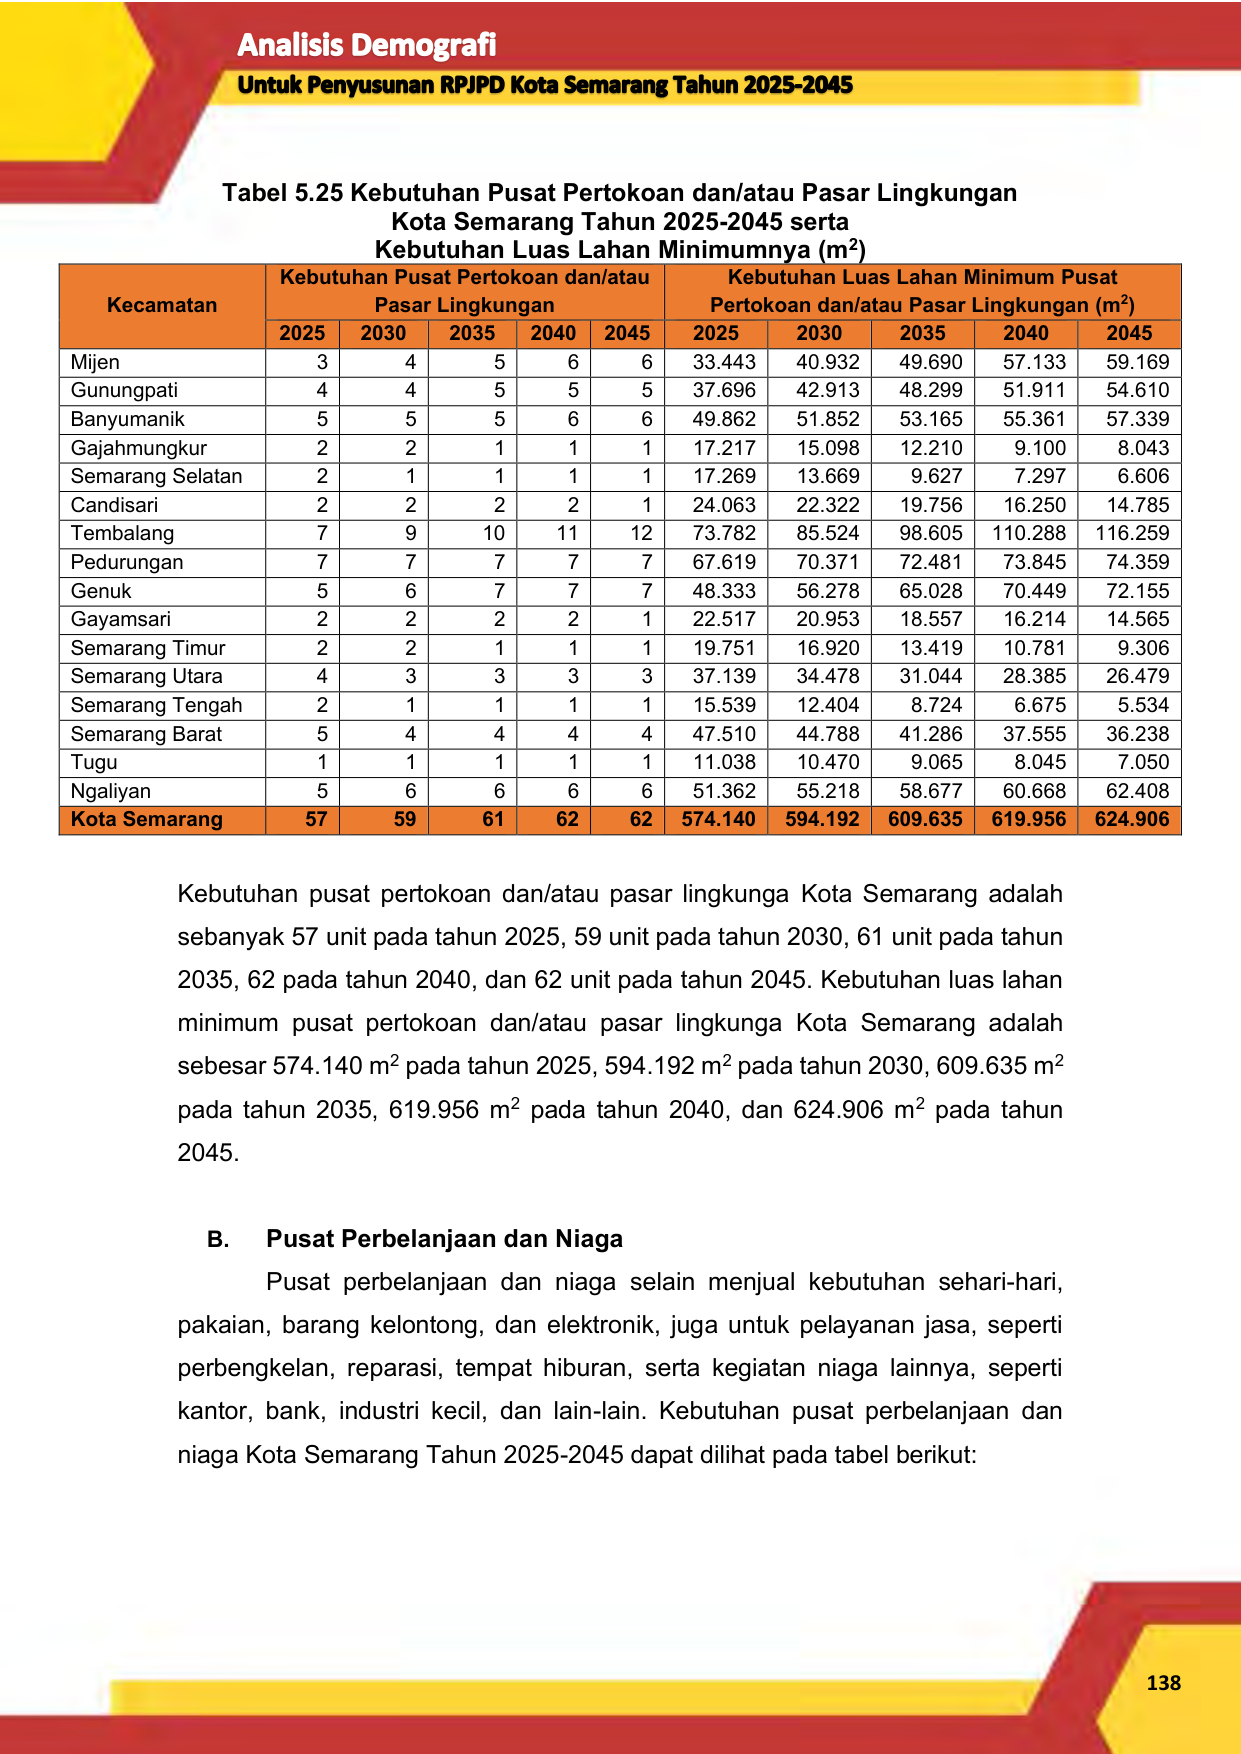 Analisis Demografi
Untuk Penyusunan RPJPD Kota Semarang Tahun 2025-2045
Tabel 5.25 Kebutuhan Pusat Pertokoan dan/atau Pasar Lingkungan
Kota Semarang Tahun 2025-2045 serta
Kebutuhan Luas Lahan Minimumnya (m²)
Kecamatan Kebutuhan Pusat Pertokoan dan/atau Pasar Lingkungan Kebutuhan Luas Lahan Minimum Pusat Pertokoan dan/atau Pasar Lingkungan (m²)
2025 2030 2035 2040 2045 2025 2030 2035 2040 2045
Mijen 3 4 5 6 6 33.443 40.932 49.690 57.133 59.169
Gunungpati 4 4 5 5 5 37.696 42.913 48.299 51.911 54.610
Banyumanik 5 5 5 6 6 49.862 51.852 53.165 55.361 57.339
Gajahmungkur 2 2 1 1 1 17.217 15.098 12.210 9.100 8.043
Semarang Selatan 2 1 1 1 1 17.269 13.669 9.627 7.297 6.606
Candisari 2 2 2 2 1 24.063 22.322 19.756 16.250 14.785
Tembalang 7 9 10 11 12 73.782 85.524 98.605 110.288 116.259
Pedurungan 7 7 7 7 7 67.619 70.371 72.481 73.845 74.359
Genuk 5 6 7 7 7 48.333 56.278 65.028 70.449 72.155
Gayamsari 2 2 2 2 1 22.517 20.953 18.557 16.214 14.565
Semarang Timur 2 2 1 1 1 19.751 16.920 13.419 10.781 9.306
Semarang Utara 4 3 3 3 3 37.139 34.478 31.044 28.385 26.479
Semarang Tengah 2 1 1 1 1 15.539 12.404 8.724 6.675 5.534
Semarang Barat 5 4 4 4 4 47.510 44.788 41.286 37.555 36.238
Tugu 1 1 1 1 1 11.038 10.470 9.065 8.045 7.050
Ngaliyan 5 6 6 6 6 51.362 55.218 58.677 60.668 62.408
Kota Semarang 57 59 61 62 62 574.140 594.192 609.635 619.956 624.906
Kebutuhan pusat pertokoan dan/atau pasar lingkunga Kota Semarang adalah
sebanyak 57 unit pada tahun 2025, 59 unit pada tahun 2030, 61 unit pada tahun
2035, 62 pada tahun 2040, dan 62 unit pada tahun 2045. Kebutuhan luas lahan
minimum pusat pertokoan dan/atau pasar lingkunga Kota Semarang adalah
sebesar 574.140 m² pada tahun 2025, 594.192 m² pada tahun 2030, 609.635 m²
pada tahun 2035, 619.956 m² pada tahun 2040, dan 624.906 m² pada tahun
2045.
B. Pusat Perbelanjaan dan Niaga
Pusat perbelanjaan dan niaga selain menjual kebutuhan sehari-hari,
pakaian, barang kelontong, dan elektronik, juga untuk pelayanan jasa, seperti
perbengkelan, reparasi, tempat hiburan, serta kegiatan niaga lainnya, seperti
kantor, bank, industri kecil, dan lain-lain. Kebutuhan pusat perbelanjaan dan
niaga Kota Semarang Tahun 2025-2045 dapat dilihat pada tabel berikut:
138